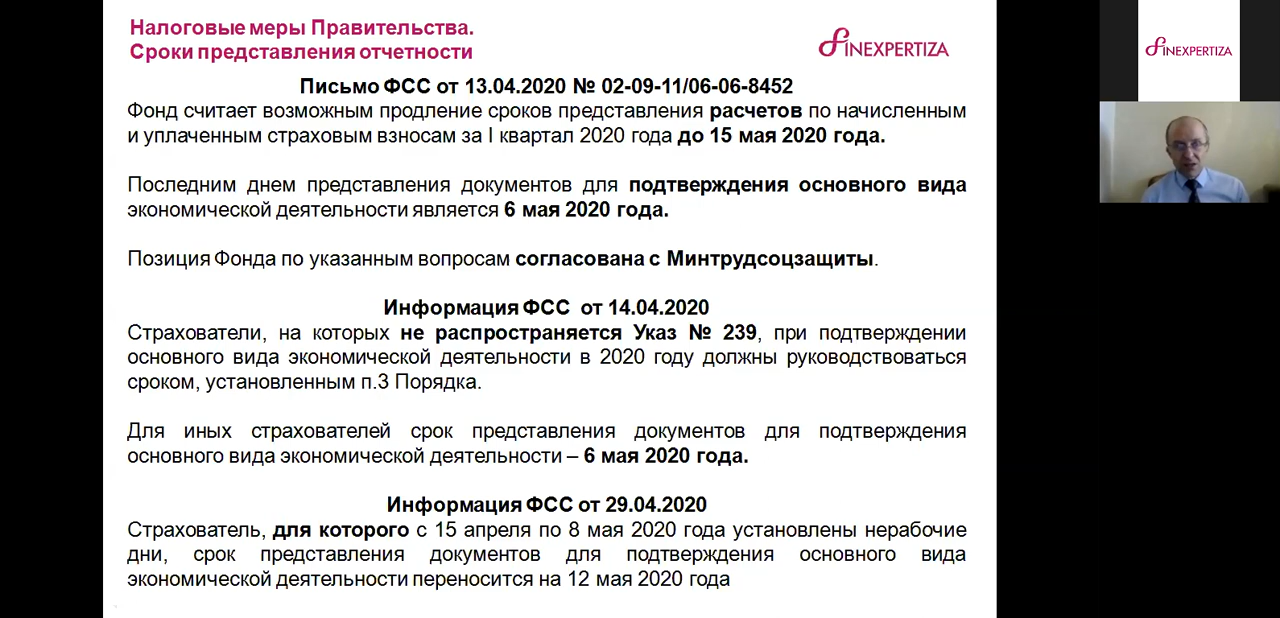 Налоговые меры Правительства.
Сроки представления отчетности
FINEXPERTIZA
FINEXPERTIZA
Письмо ФСС от 13.04.2020 № 02-09-11/06-06-8452
Фонд считает возможным продление сроков представления расчетов по начисленным
и уплаченным страховым взносам за I квартал 2020 года до 15 мая 2020 года.
Последним днем представления документов для подтверждения основного вида
экономической деятельности является 6 мая 2020 года.
Позиция Фонда по указанным вопросам согласована с Минтрудсоцзащиты.
Информация ФСС от 14.04.2020
Страхователи, на которых не распространяется Указ № 239, при подтверждении
основного вида экономической деятельности в 2020 году должны руководствоваться
сроком, установленным п.3 Порядка.
Для иных страхователей срок представления документов для подтверждения
основного вида экономической деятельности – 6 мая 2020 года.
Информация ФСС от 29.04.2020
Страхователь, для которого с 15 апреля по 8 мая 2020 года установлены нерабочие
дни, срок представления документов для подтверждения основного вида
экономической деятельности переносится на 12 мая 2020 года